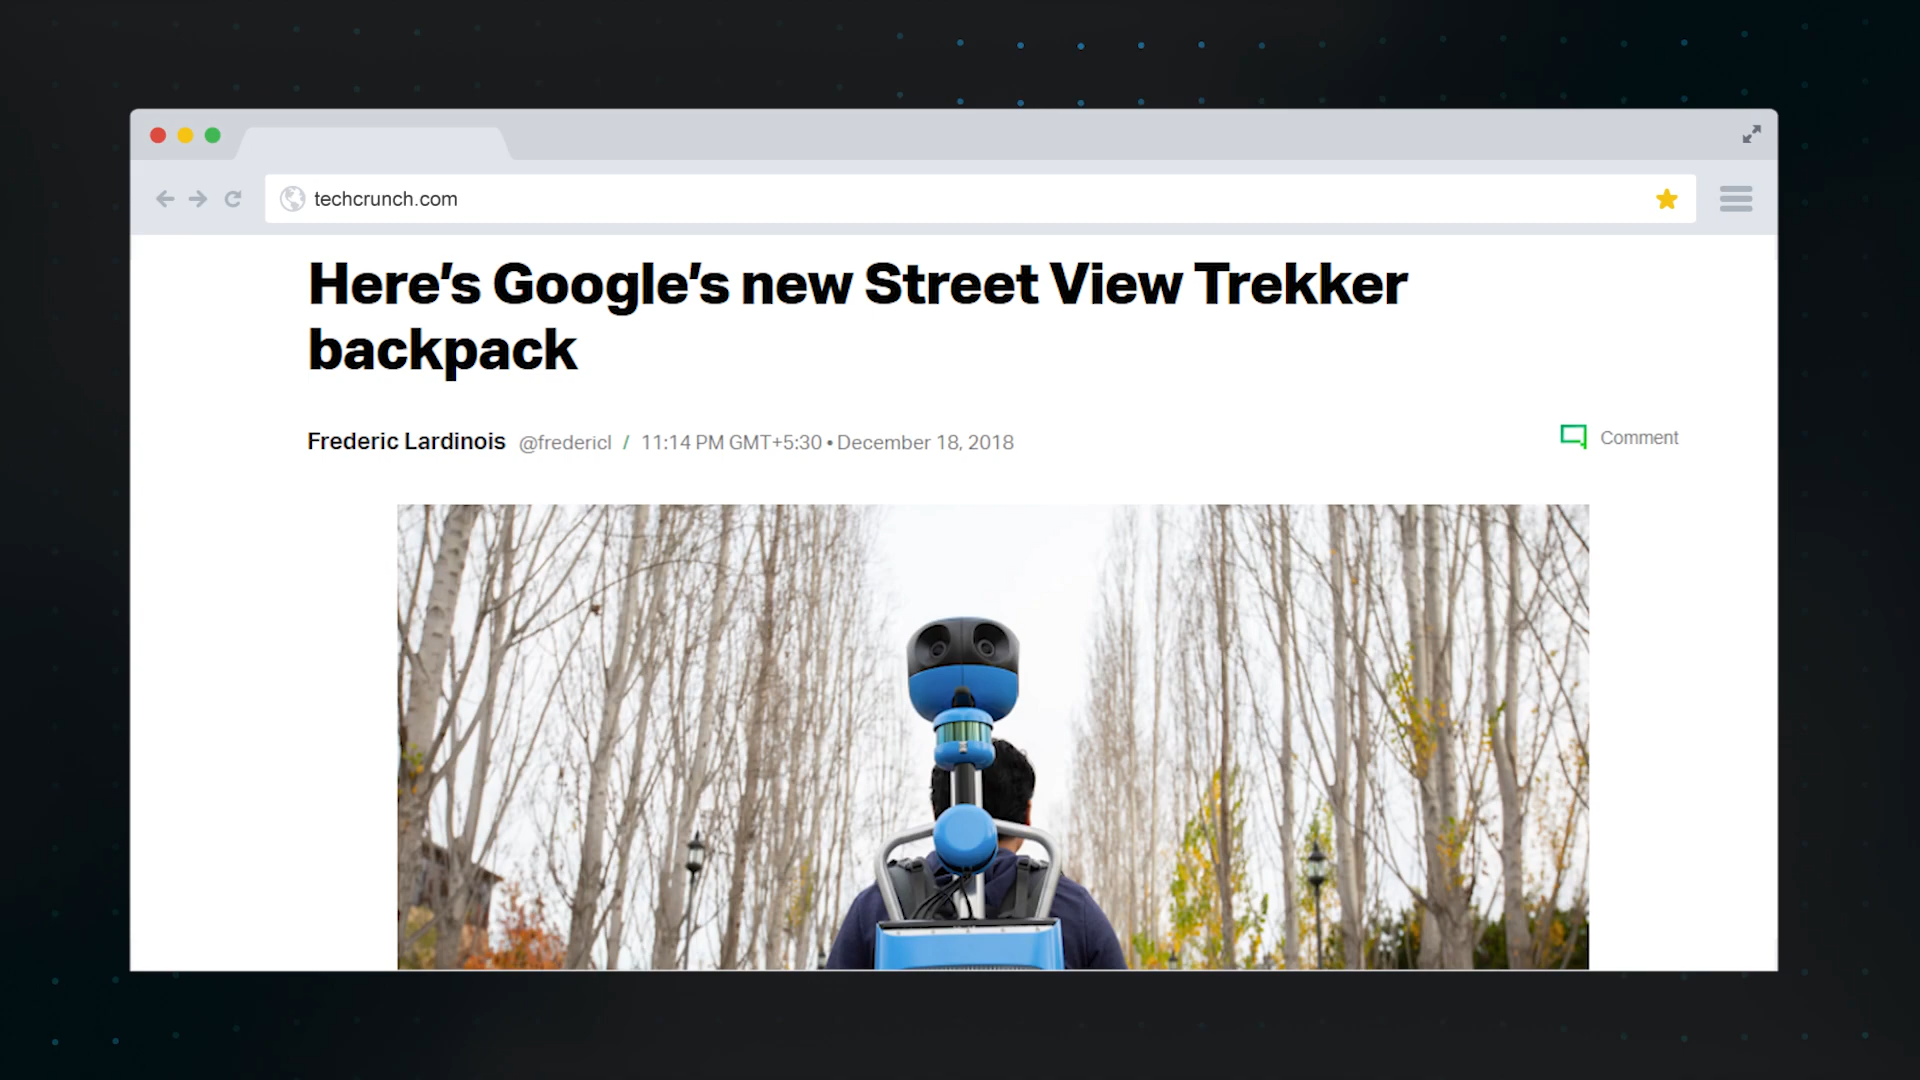 techcrunch.com
Here’s Google’s new Street View Trekker
backpack
Frederic Lardinois @fredericl / 11:14 PM GMT+5:30 • December 18, 2018
Comment